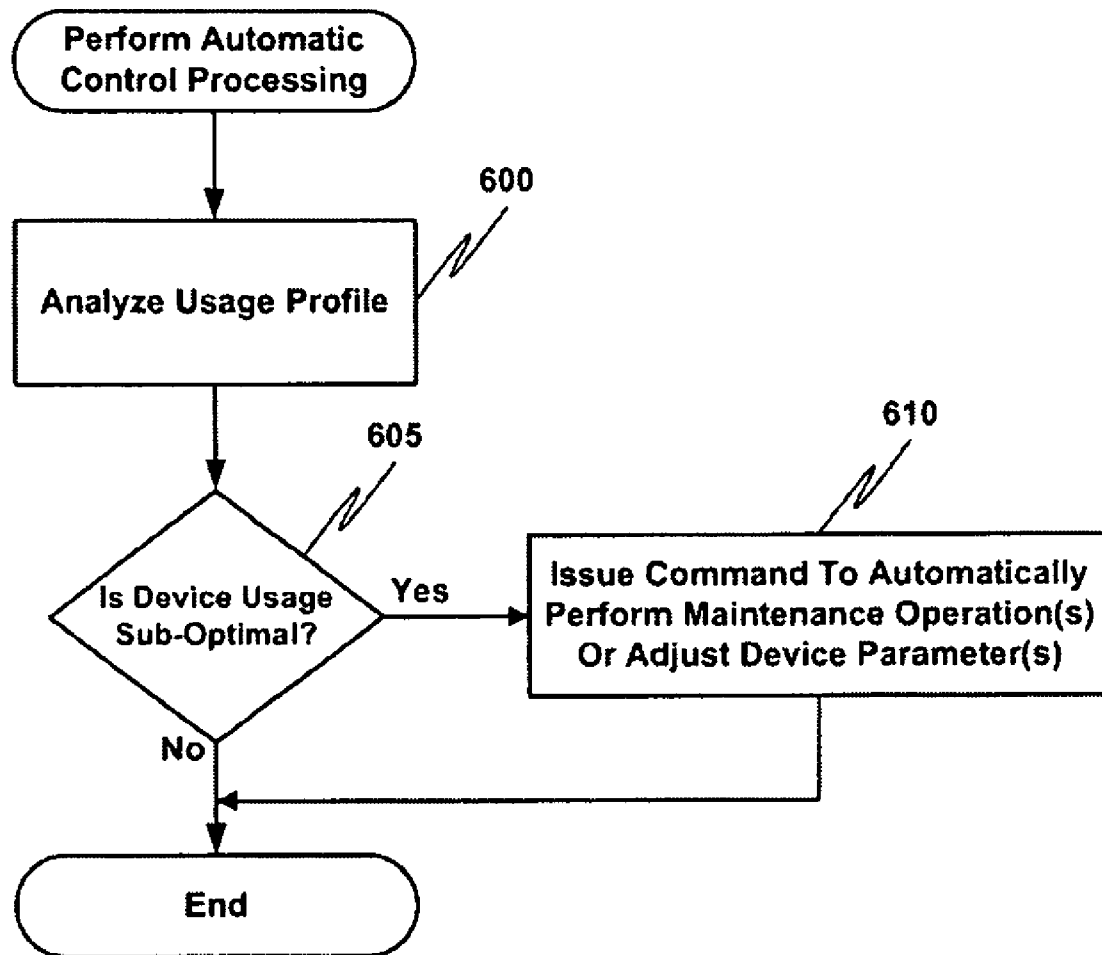 Perform Automatic
Control Processing
600
Analyze Usage Profile
605
610
Is Device Usage
Sub-Optimal?
Yes
Issue Command To Automatically
Perform Maintenance Operation(s)
Or Adjust Device Parameter(s)
No
End